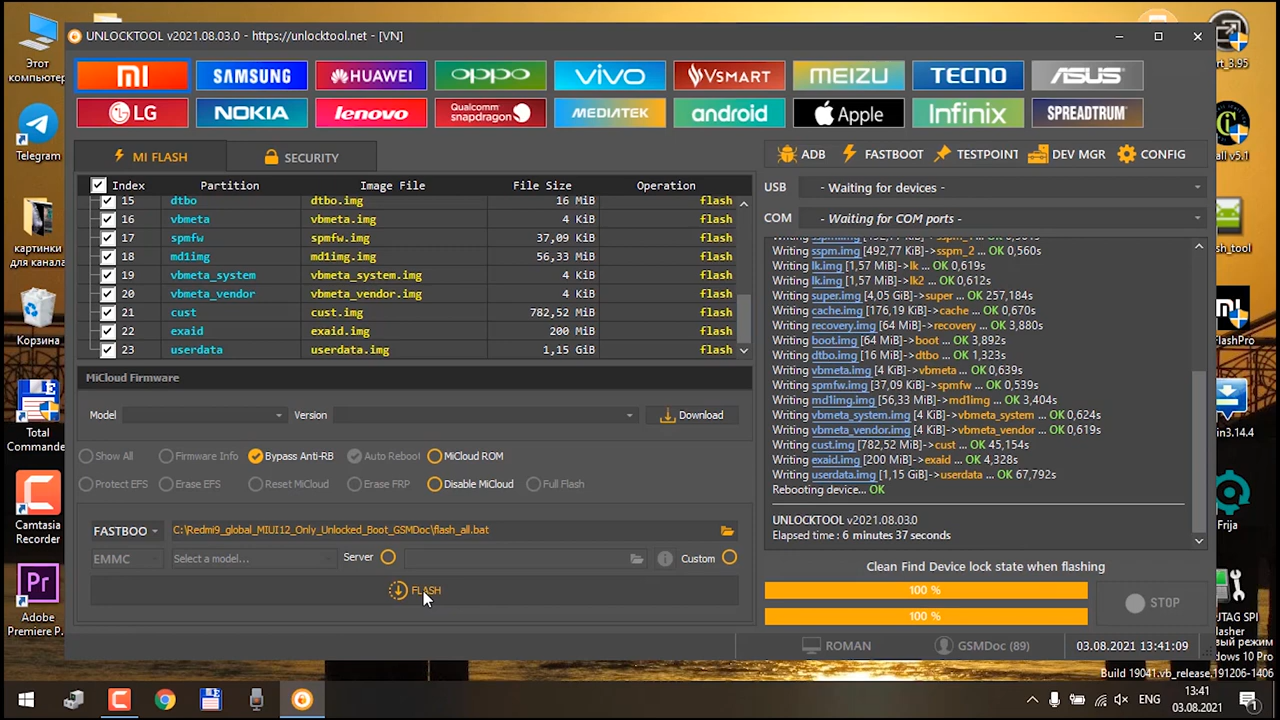 UNLOCKTOOL v2021.08.03.0 - https://unlocktool.net - [VN]
MI SAMSUNG HUAWEI OPPO VIVO VSMART MEIZU TECNO ASUS
LG NOKIA lenovo Qualcomm snapdragon MEDIATEK android Apple Infinix SPREADTRUM
MI FLASH SECURITY
Index Partition Image File File Size Operation
15 dtbo dtbo.img 16 MiB flash
16 vbmeta vbmeta.img 4 KiB flash
17 spmfw spmfw.img 37,09 KiB flash
18 md1img md1img.img 56,33 MiB flash
19 vbmeta_system vbmeta_system.img 4 KiB flash
20 vbmeta_vendor vbmeta_vendor.img 4 KiB flash
21 cust cust.img 782,52 MiB flash
22 exaid exaid.img 200 MiB flash
23 userdata userdata.img 1,15 GiB flash
MiCloud Firmware
Model Version Download
Show All Firmware Info Bypass Anti-RB Auto Reboot MiCloud ROM
Protect EFS Erase EFS Reset MiCloud Erase FRP Disable MiCloud Full Flash
FASTBOO C:\Redmi9_global_MIUI12_Only_Unlocked_Boot_GSMDoc\flash_all.bat
EMMC Select a model... Server Custom
FLASH
ADB FASTBOOT TESTPOINT DEV MGR CONFIG
USB - Waiting for devices -
COM - Waiting for COM ports -
Writing sspm.img [492,77 KiB]->sspm_2 ... OK 0,560s
Writing lk.img [1,57 MiB]->lk ... OK 0,619s
Writing lk.img [1,57 MiB]->lk2 ... OK 0,612s
Writing super.img [4,05 GiB]->super ... OK 257,184s
Writing cache.img [176,19 KiB]->cache ... OK 0,670s
Writing recovery.img [64 MiB]->recovery ... OK 3,880s
Writing boot.img [64 MiB]->boot ... OK 3,892s
Writing dtbo.img [16 MiB]->dtbo ... OK 1,323s
Writing vbmeta.img [4 KiB]->vbmeta ... OK 0,639s
Writing spmfw.img [37,09 KiB]->spmfw ... OK 0,539s
Writing md1img.img [56,33 MiB]->md1img ... OK 3,404s
Writing vbmeta_system.img [4 KiB]->vbmeta_system ... OK 0,624s
Writing vbmeta_vendor.img [4 KiB]->vbmeta_vendor ... OK 0,619s
Writing cust.img [782,52 MiB]->cust ... OK 45,154s
Writing exaid.img [200 MiB]->exaid ... OK 4,328s
Writing userdata.img [1,15 GiB]->userdata ... OK 67,792s
Rebooting device... OK
UNLOCKTOOL v2021.08.03.0
Elapsed time : 6 minutes 37 seconds
Clean Find Device lock state when flashing
100 %
100 %
STOP
ROMAN GSMDoc (89) 03.08.2021 13:41:09
Этот
компьютер
Telegram
картинки
для канала
Корзина
Total
Commande
Camtasia
Recorder
Pr
Adobe
Premiere P
Frija
Build 19041.vb_release.191206-1406
ENG
13:41
03.08.2021